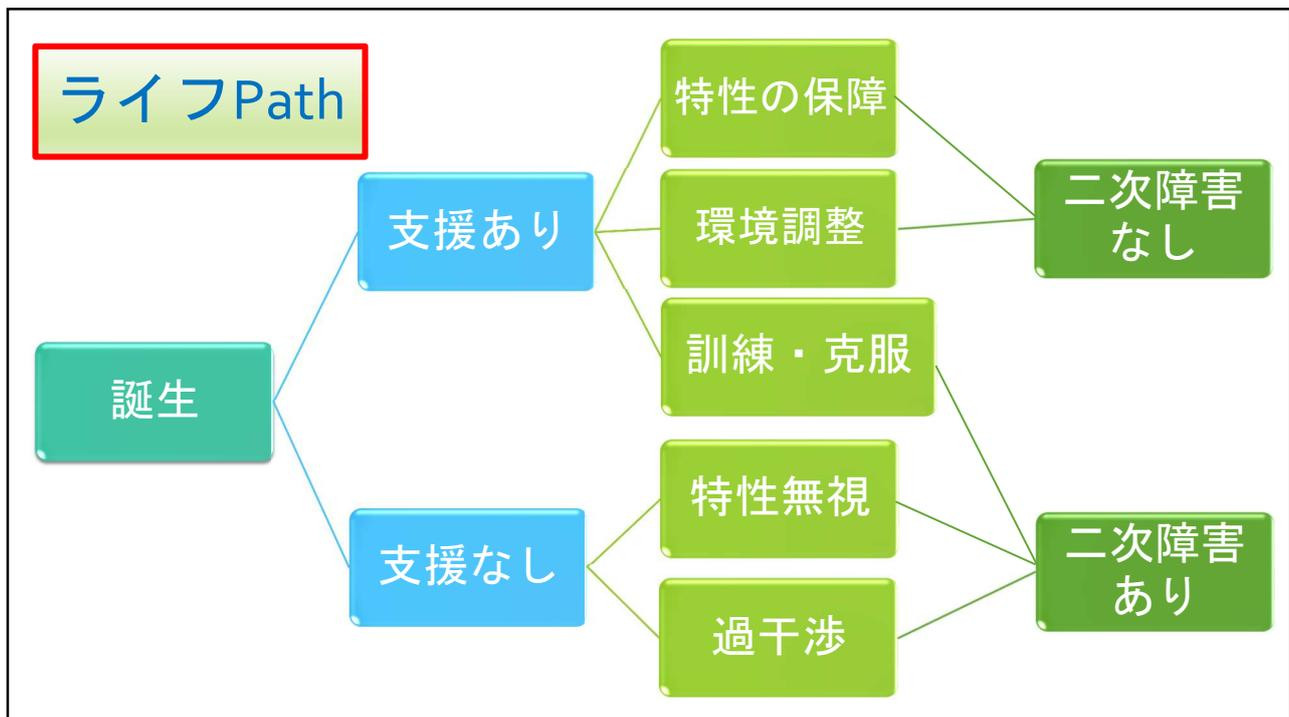 ライフPath
誕生
支援あり
支援なし
特性の保障
環境調整
訓練・克服
特性無視
過干渉
二次障害
なし
二次障害
あり